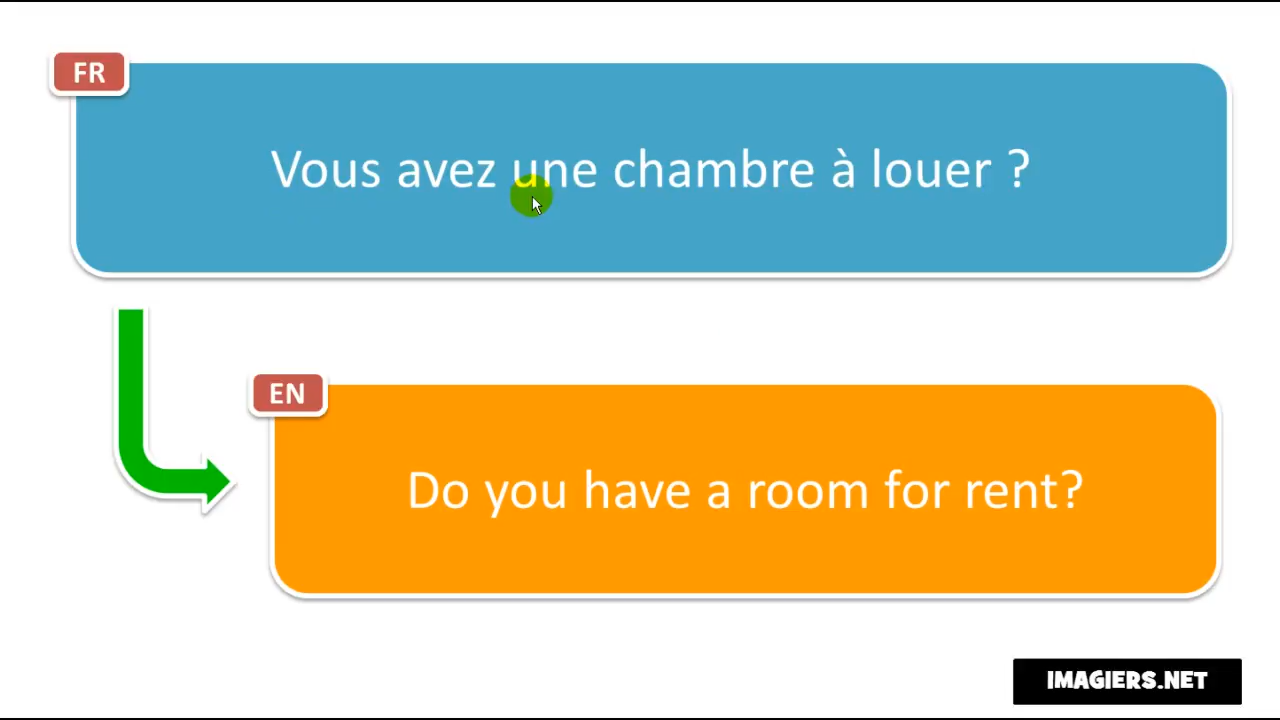 FR
Vous avez une chambre à louer ?
EN
Do you have a room for rent?
IMAGIERS.NET